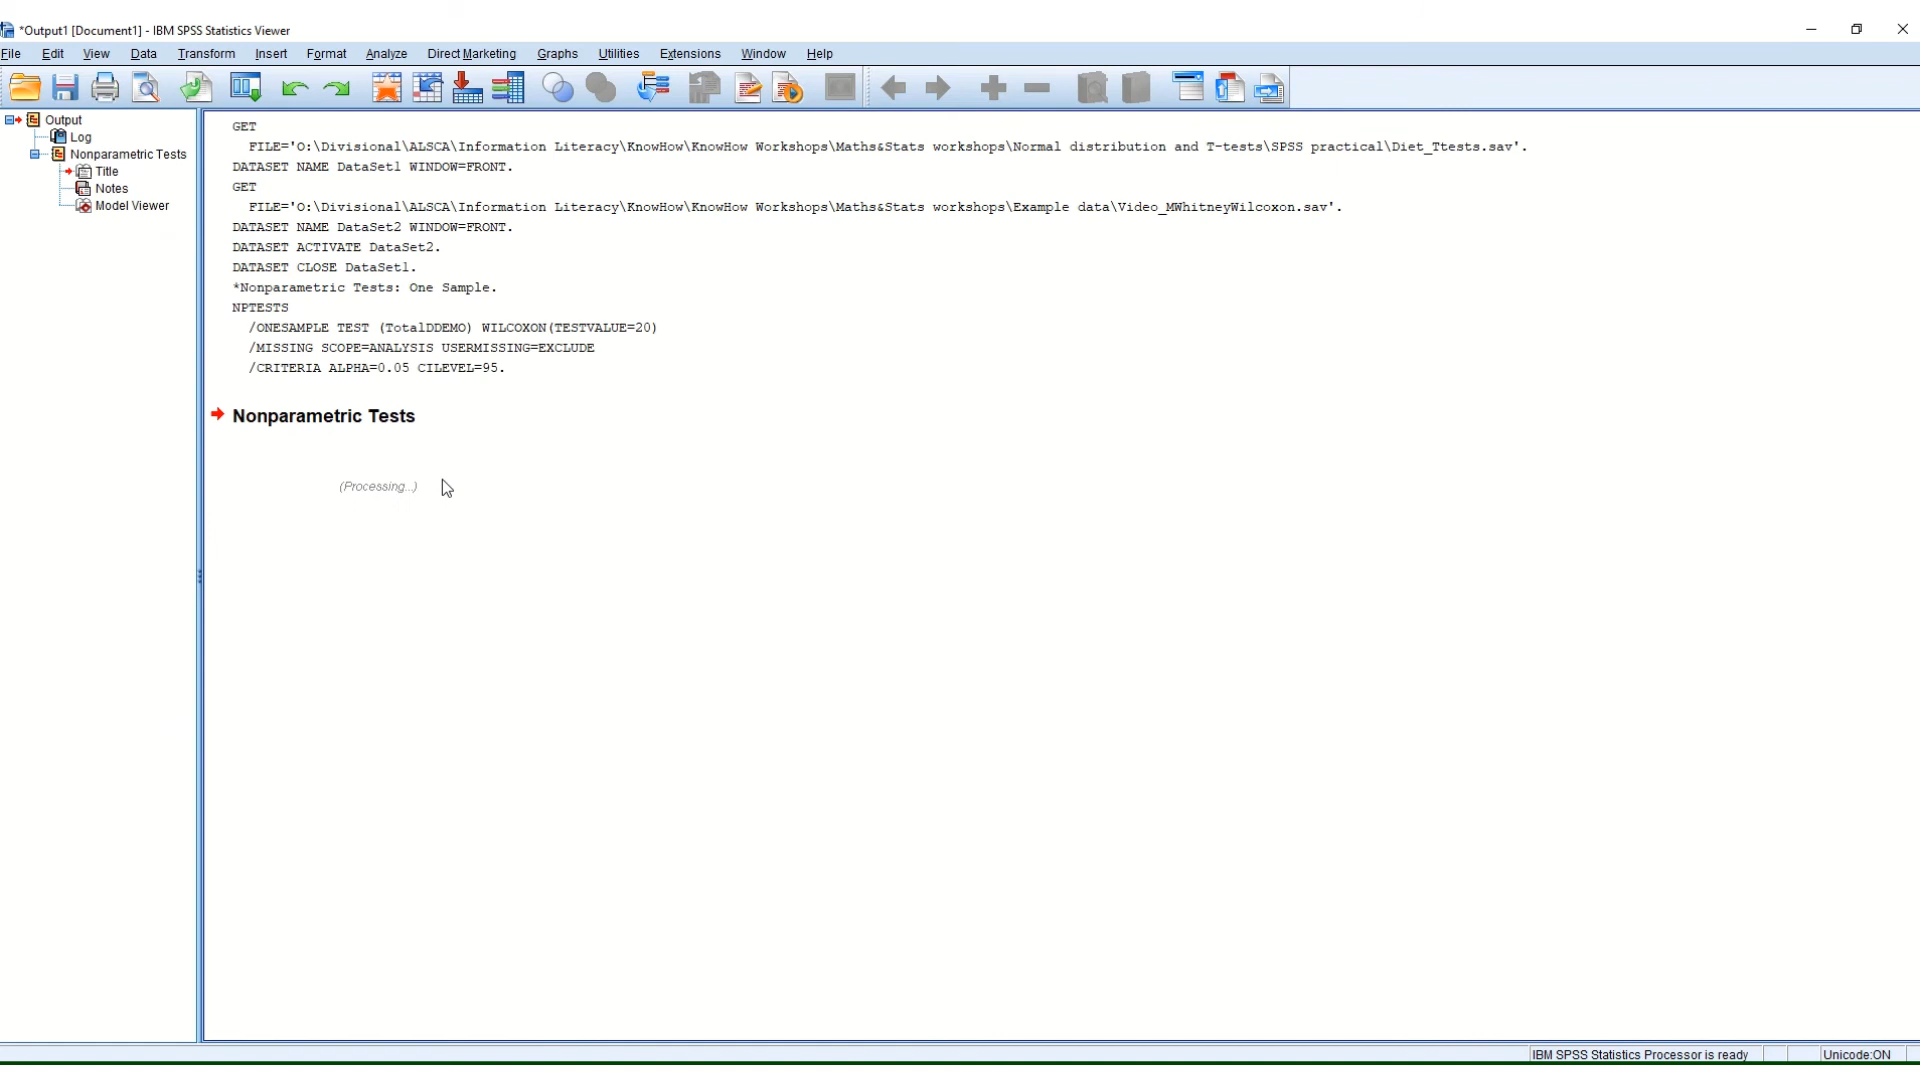 *Output1 [Document1] - IBM SPSS Statistics Viewer
File Edit View Data Transform Insert Format Analyze Direct Marketing Graphs Utilities Extensions Window Help
Output
Log
Nonparametric Tests
Title
Notes
Model Viewer
GET
FILE='O:\Divisional\ALSCA\Information Literacy\KnowHow\KnowHow Workshops\Maths&Stats workshops\Normal distribution and T-tests\SPSS practical\Diet_Ttests.sav'.
DATASET NAME DataSet1 WINDOW=FRONT.
GET
FILE='O:\Divisional\ALSCA\Information Literacy\KnowHow\KnowHow Workshops\Maths&Stats workshops\Example data\Video_MWhitneyWilcoxon.sav'.
DATASET NAME DataSet2 WINDOW=FRONT.
DATASET ACTIVATE DataSet2.
DATASET CLOSE DataSet1.
*Nonparametric Tests: One Sample.
NPTESTS
/ONESAMPLE TEST (TotalDDEMO) WILCOXON(TESTVALUE=20)
/MISSING SCOPE=ANALYSIS USERMISSING=EXCLUDE
/CRITERIA ALPHA=0.05 CILEVEL=95.
Nonparametric Tests
(Processing...)
IBM SPSS Statistics Processor is ready
Unicode:ON